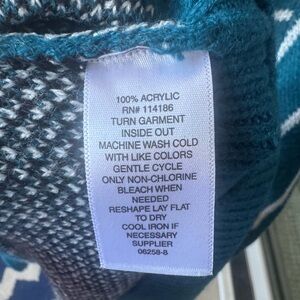 100% ACRYLIC
RN# 114186
TURN GARMENT
INSIDE OUT
MACHINE WASH COLD
WITH LIKE COLORS
GENTLE CYCLE
ONLY NON-CHLORINE
BLEACH WHEN
NEEDED
RESHAPE LAY FLAT
TO DRY
COOL IRON IF
NECESSARY
SUPPLIER
06258-8